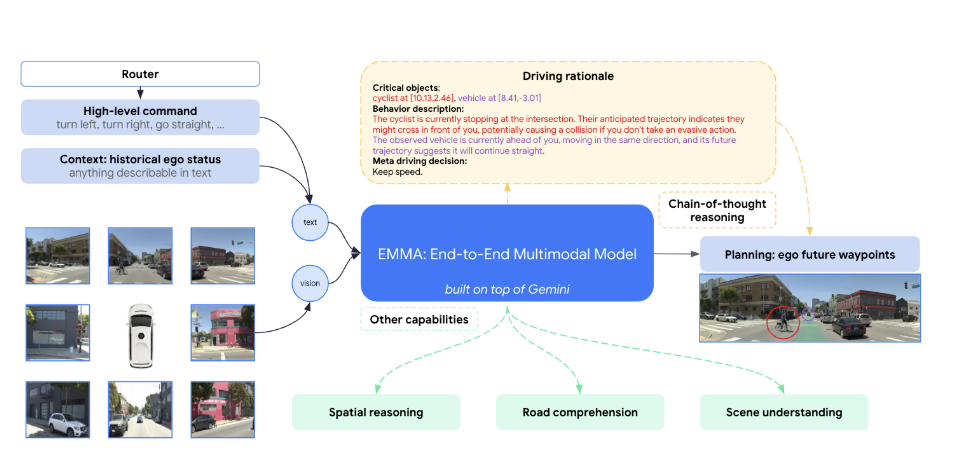 Router
High-level command
turn left, turn right, go straight, ...
Context: historical ego status
anything describable in text
text
vision
Driving rationale
Critical objects:
cyclist at [10.13,2.46], vehicle at [8.41,-3.01]
Behavior description:
The cyclist is currently stopping at the intersection. Their anticipated trajectory indicates they
might cross in front of you, potentially causing a collision if you don't take an evasive action.
The observed vehicle is currently ahead of you, moving in the same direction, and its future
trajectory suggests it will continue straight.
Meta driving decision:
Keep speed.
Chain-of-thought
reasoning
EMMA: End-to-End Multimodal Model
built on top of Gemini
Planning: ego future waypoints
Other capabilities
Spatial reasoning
Road comprehension
Scene understanding